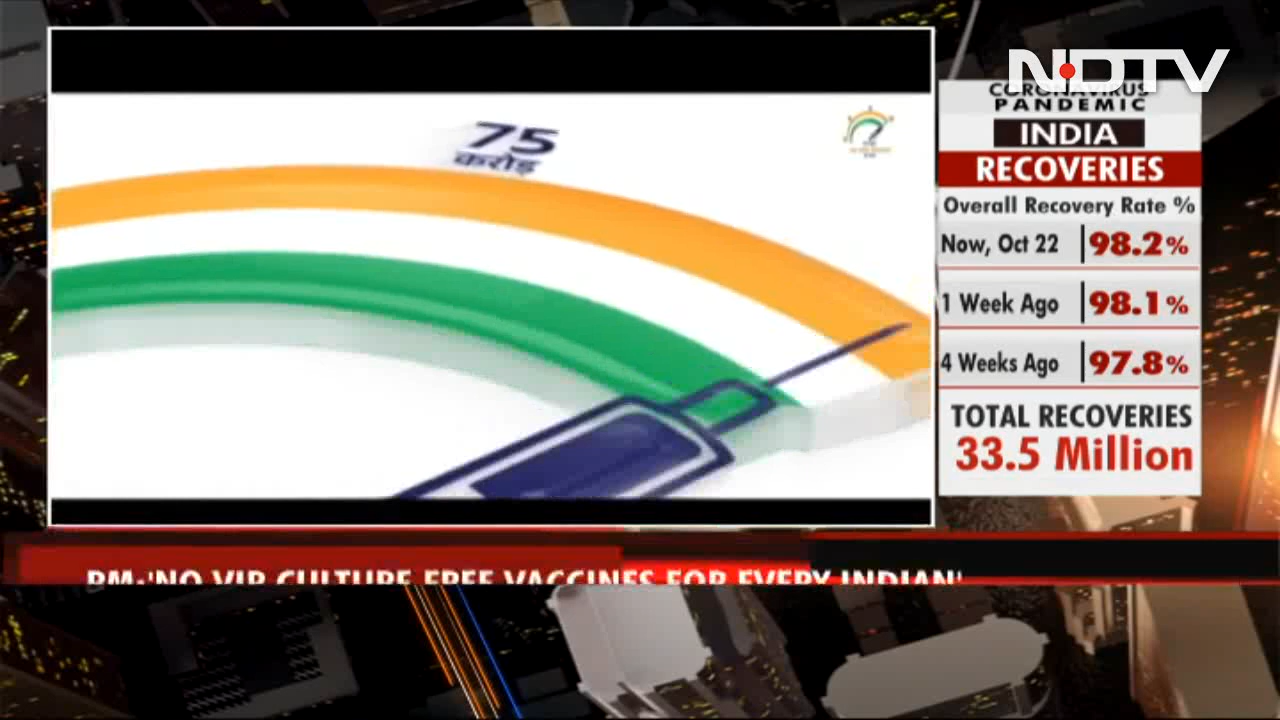 75
करोड़
NDTV
CORONAVIRUS
PANDEMIC
INDIA
RECOVERIES
Overall Recovery Rate %
Now, Oct 22 98.2%
1 Week Ago 98.1%
4 Weeks Ago 97.8%
TOTAL RECOVERIES
33.5 Million
PM: 'NO VIP CULTURE, FREE VACCINES FOR EVERY INDIAN'